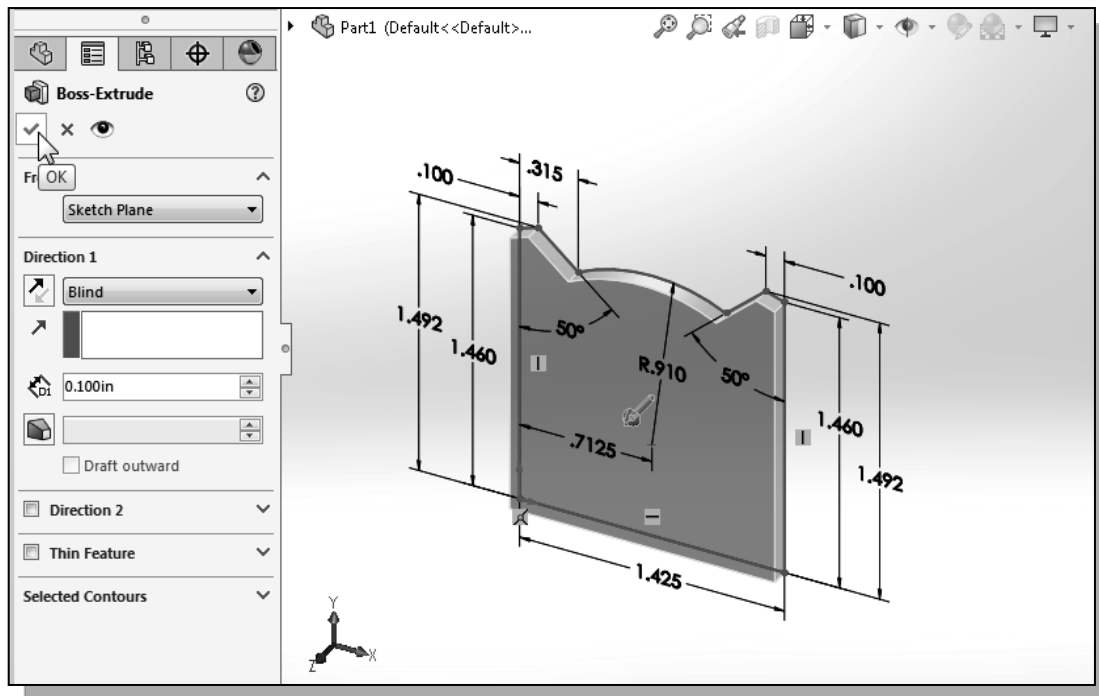 Part1 (Default<<Default>...
Boss-Extrude
OK
Sketch Plane
Direction 1
Blind
D1
0.100in
Draft outward
Direction 2
Thin Feature
Selected Contours
.100
.315
.100
1.492
1.460
50°
R.910
50°
1.460
1.492
.7125
1.425
Y
X
Z